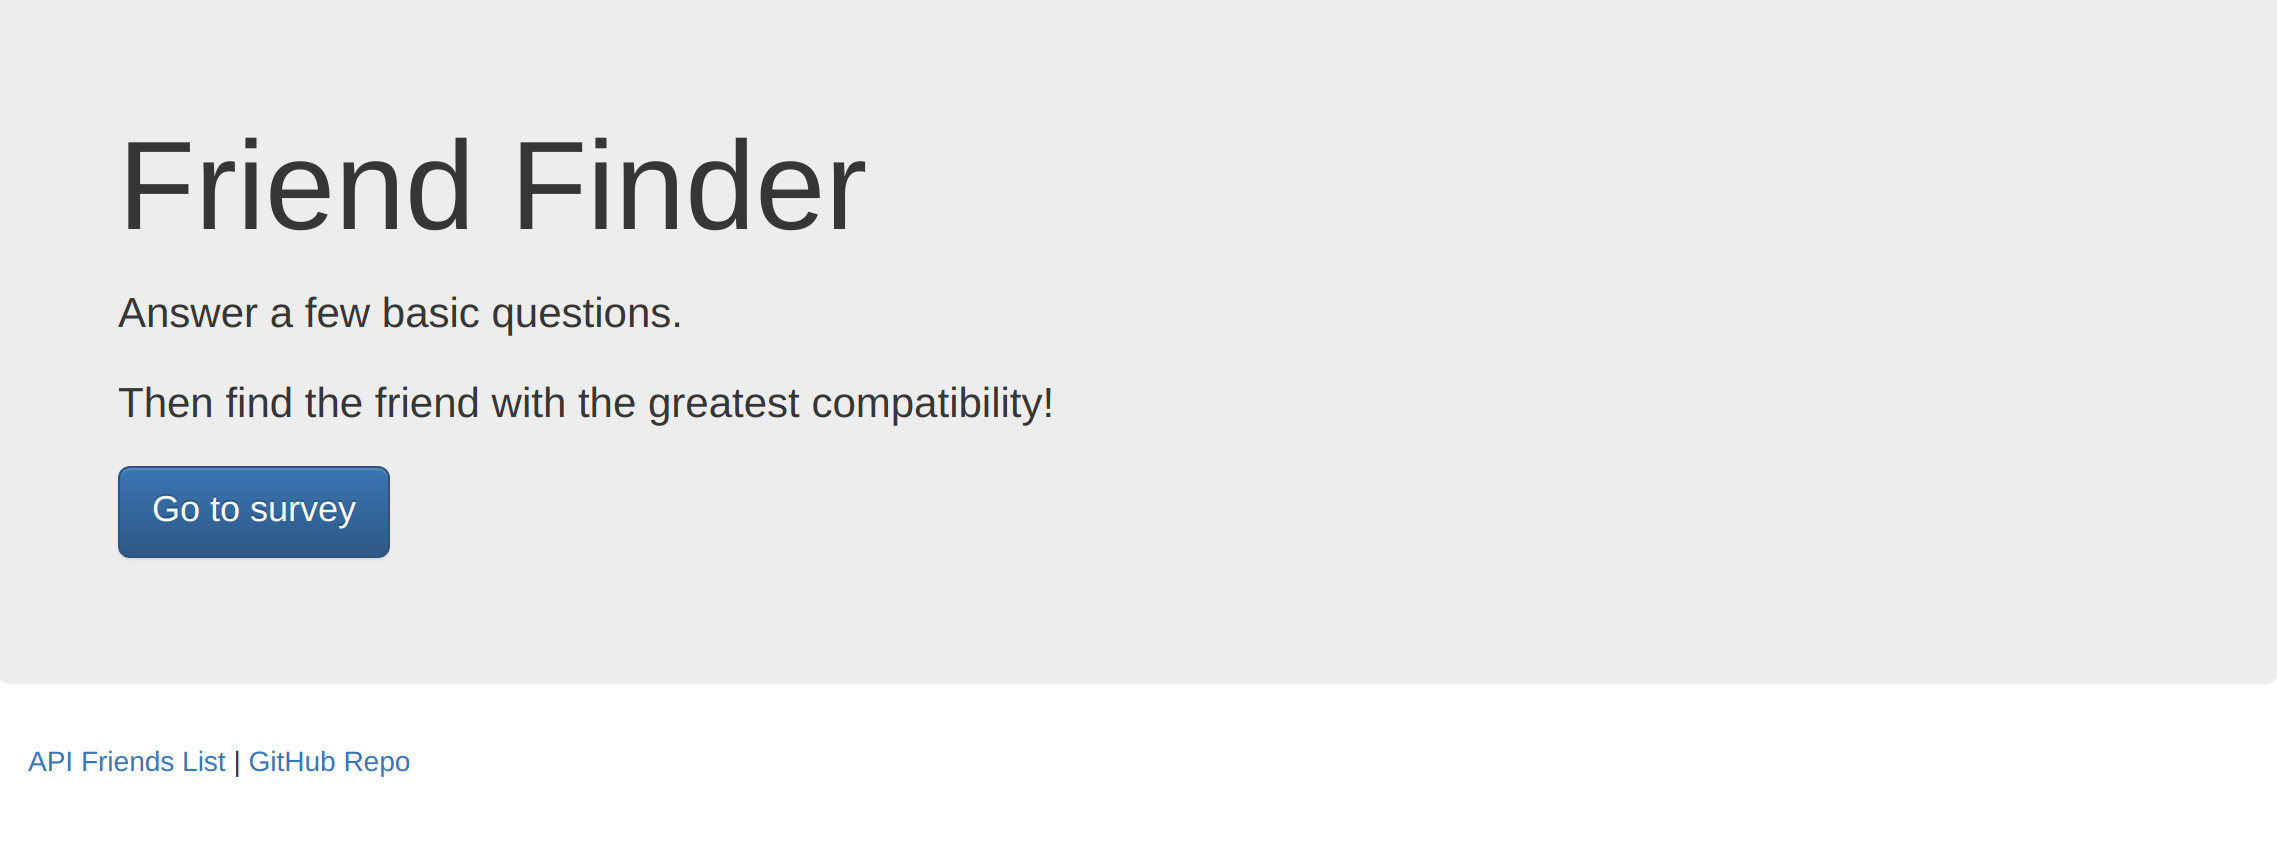 Friend Finder
Answer a few basic questions.
Then find the friend with the greatest compatibility!
Go to survey
API Friends List | GitHub Repo